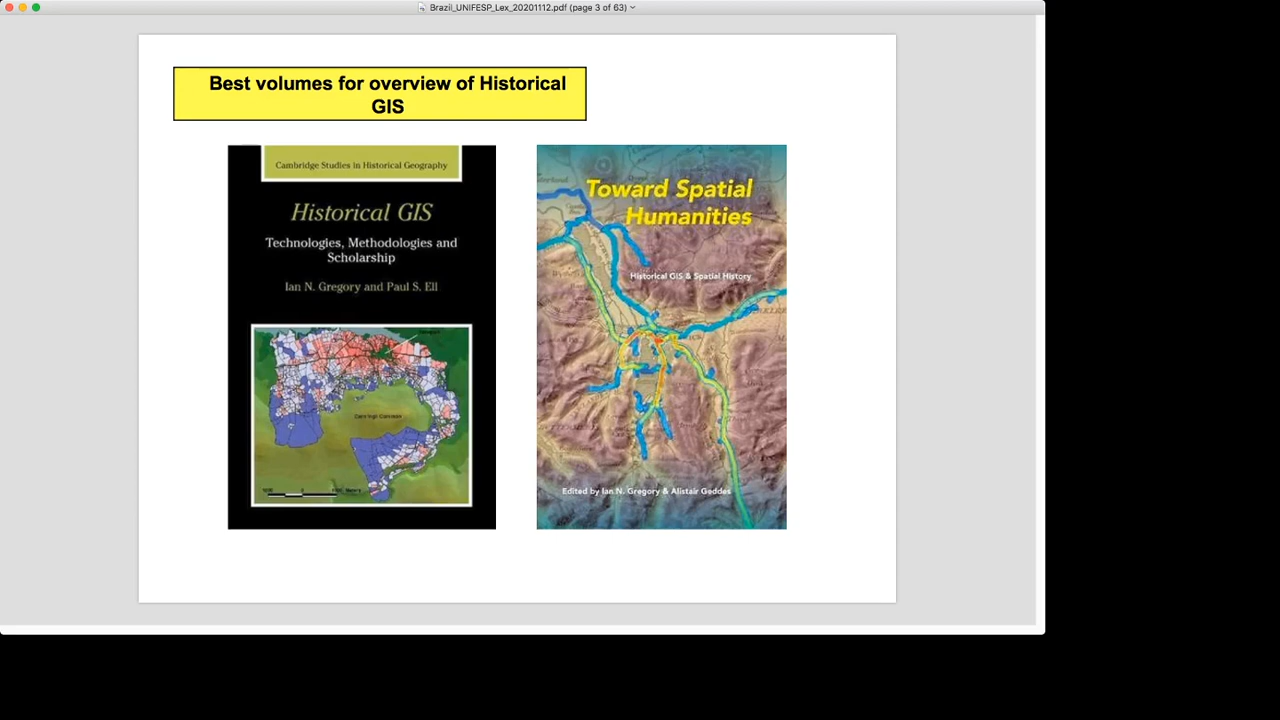 Brazil_UNIFESP_Lex_20201112.pdf (page 3 of 63)
Best volumes for overview of Historical
GIS
Cambridge Studies in Historical Geography
Historical GIS
Technologies, Methodologies and
Scholarship
Ian N. Gregory and Paul S. Ell
Toward Spatial
Humanities
Historical GIS & Spatial History
Edited by Ian N. Gregory & Alistair Geddes